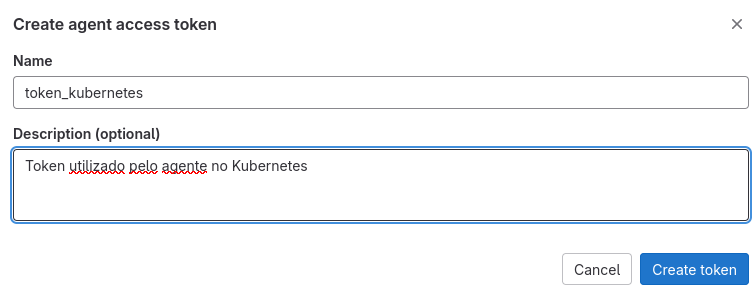 Create agent access token
Name
token_kubernetes
Description (optional)
Token utilizado pelo agente no Kubernetes
Cancel
Create token